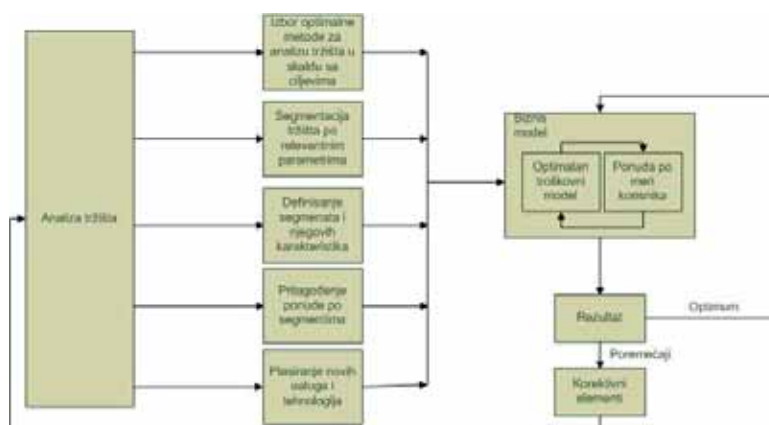 Analiza tržišta
Izbor optimalne
metode za
analizu tržišta u
skaldu sa
ciljevima
Segmentacija
tržišta po
relevantnim
parametrima
Definisanje
segmenata i
njegovih
karakteristika
Prilagođenje
ponude po
segmentima
Plasiranje novih
usluga i
tehnologija
Biznis
model
Optimalan
troškovni
model
Ponuda po
meri
korisnika
Rezultat
Optimum
Poremećaji
Korektivni
elementi